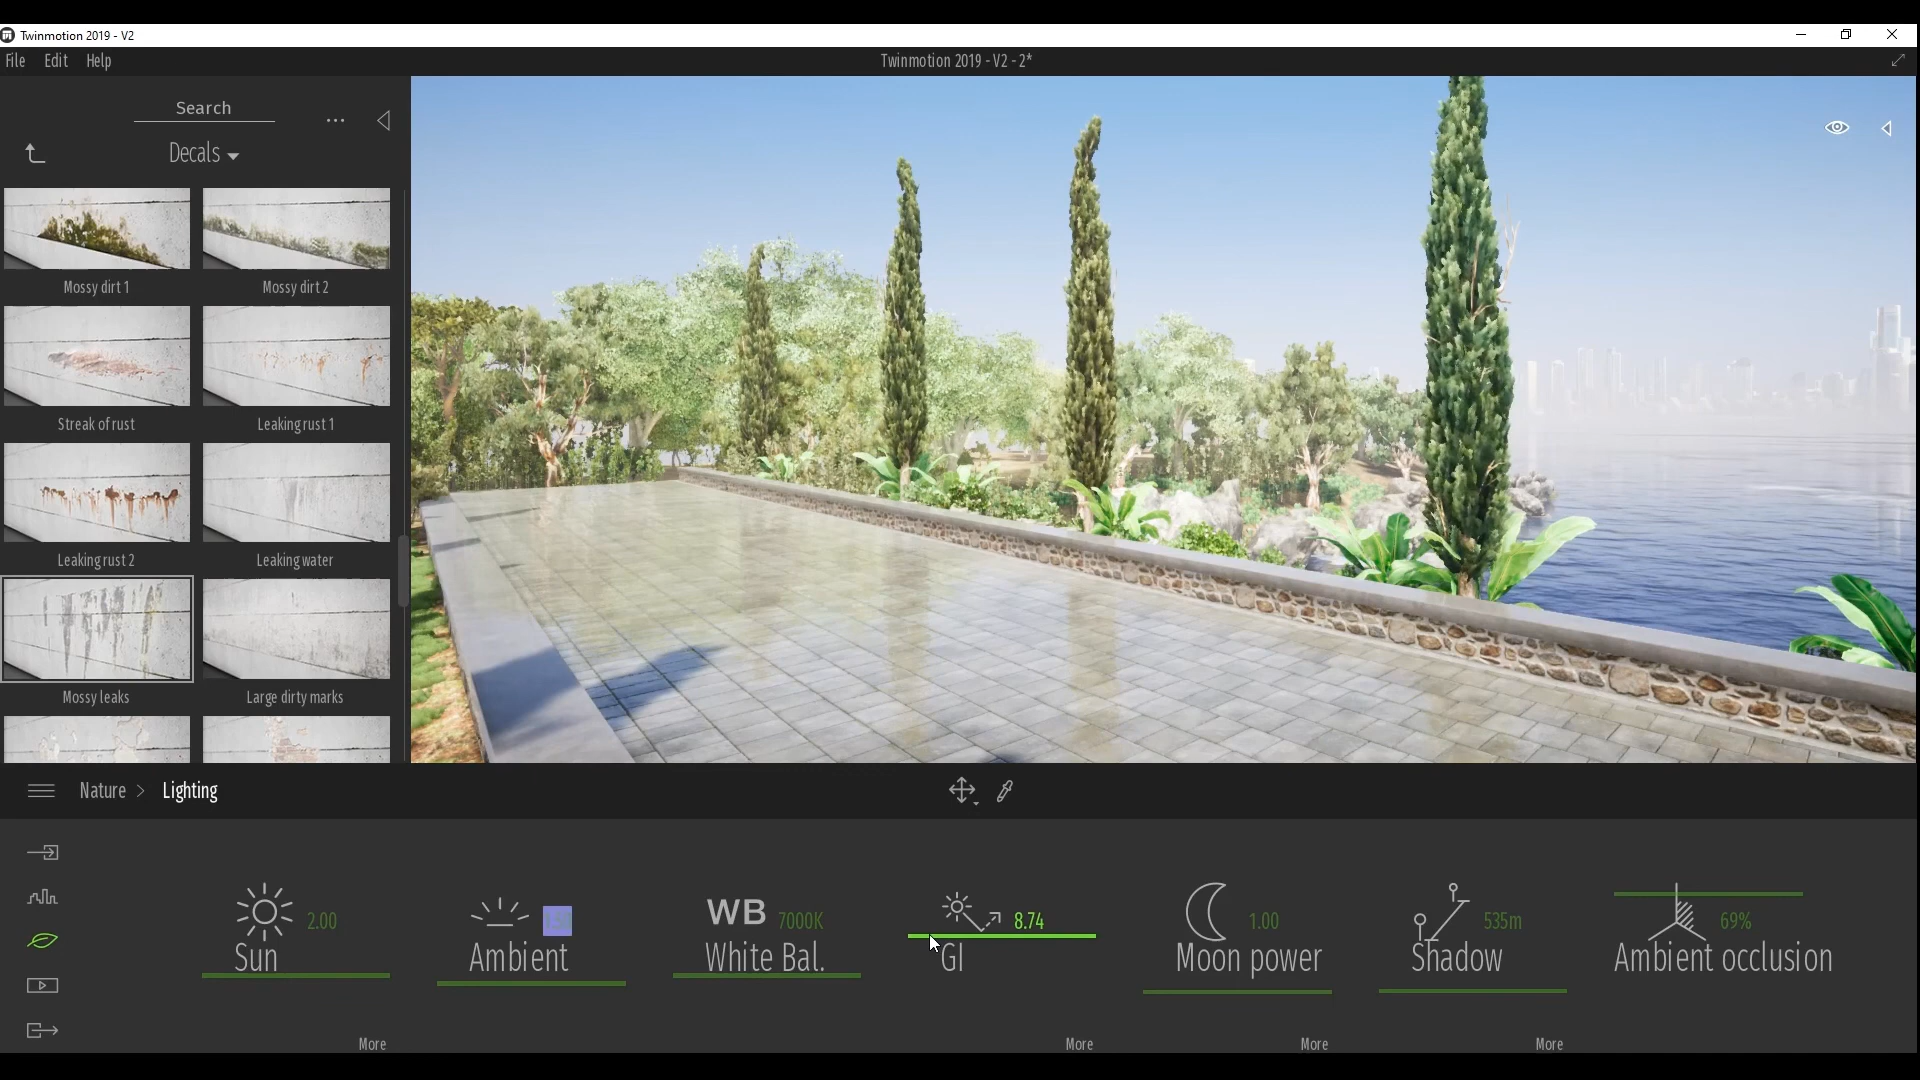 Twinmotion 2019 - V2
File Edit Help
Twinmotion 2019 - V2 - 2*
Search
Decals
Mossy dirt 1
Mossy dirt 2
Streak of rust
Leaking rust 1
Leaking rust 2
Leaking water
Mossy leaks
Large dirty marks
Nature > Lighting
2.00
Sun
More
Ambient
WB 7000K
White Bal.
8.74
GI
More
1.00
Moon power
More
535m
Shadow
More
69%
Ambient occlusion